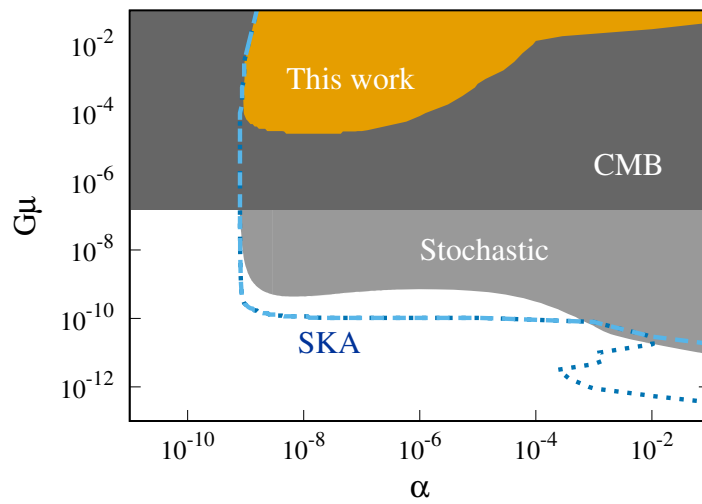 10⁻²
This work
10⁻⁴
CMB
10⁻⁶
Gμ
10⁻⁸
Stochastic
10⁻¹⁰
SKA
10⁻¹²
10⁻¹⁰ 10⁻⁸ 10⁻⁶ 10⁻⁴ 10⁻²
α